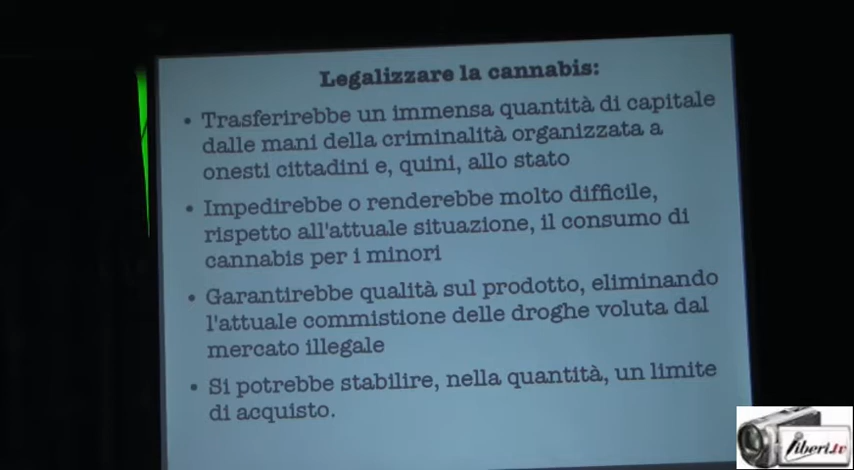 Legalizzare la cannabis:
• Trasferirebbe un immensa quantità di capitale
dalle mani della criminalità organizzata a
onesti cittadini e, quini, allo stato
• Impedirebbe o renderebbe molto difficile,
rispetto all'attuale situazione, il consumo di
cannabis per i minori
• Garantirebbe qualità sul prodotto, eliminando
l'attuale commistione delle droghe voluta dal
mercato illegale
• Si potrebbe stabilire, nella quantità, un limite
di acquisto.
liberi.tv